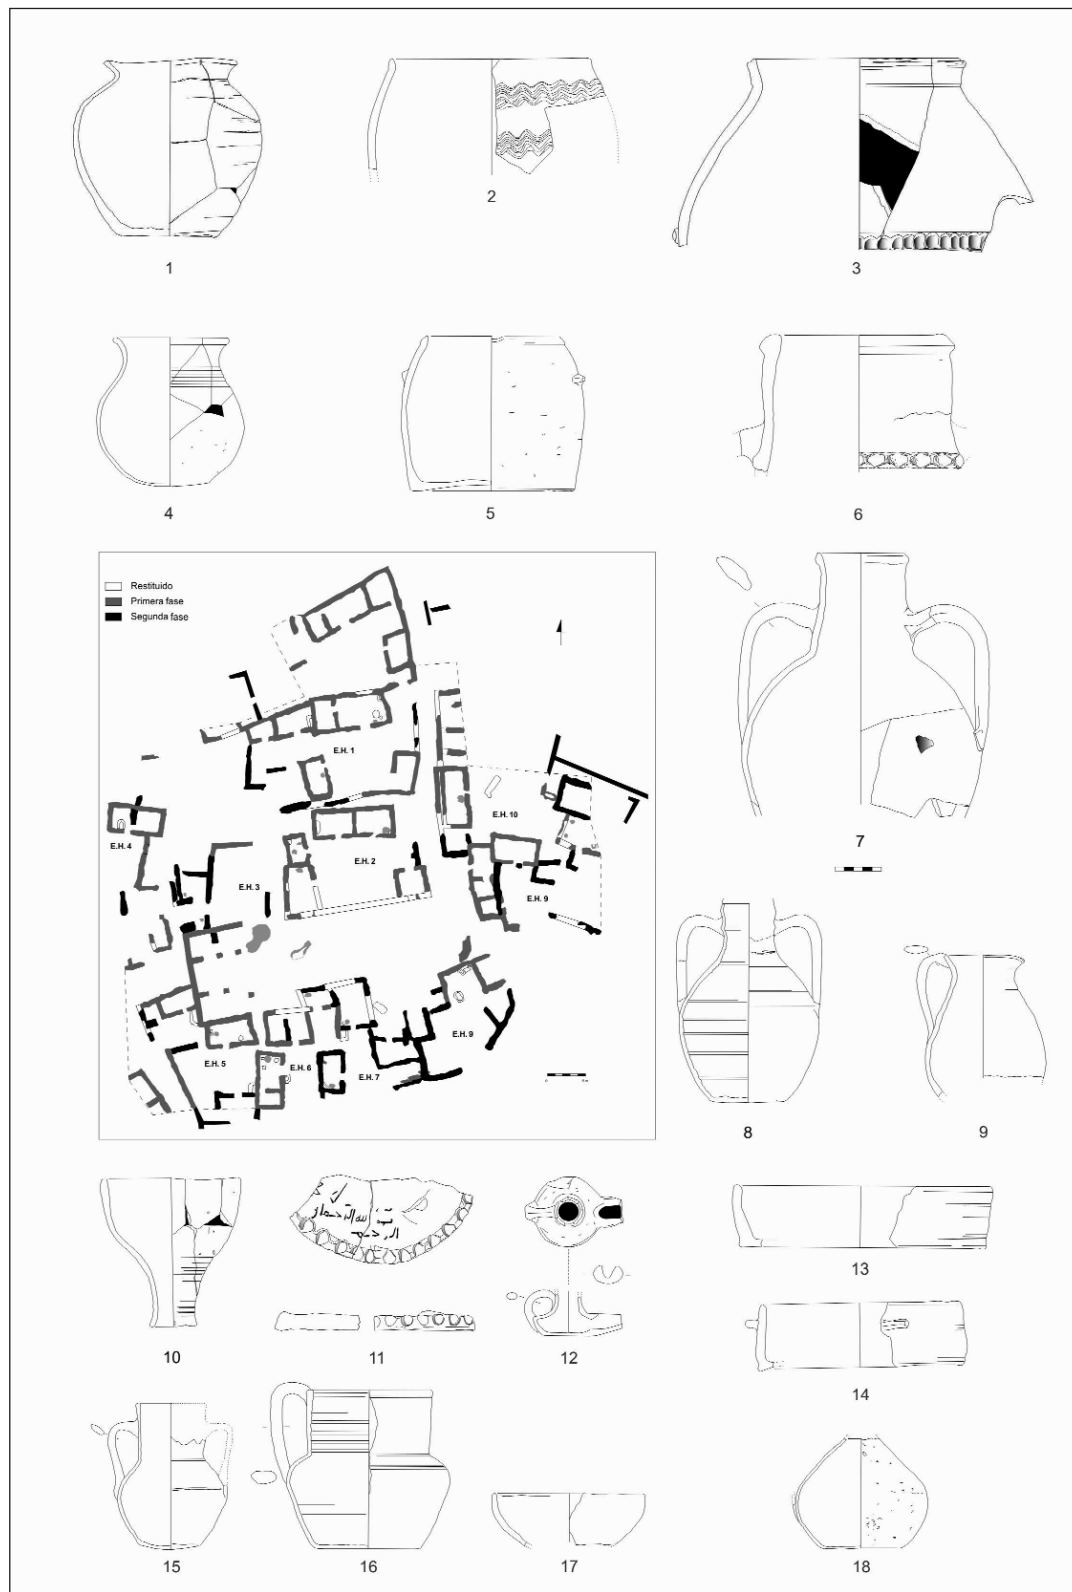 1
2
3
4
5
6
Restituido
Primera fase
Segunda fase
E.H. 1
E.H. 10
E.H. 4
E.H. 2
E.H. 3
E.H. 9
E.H. 9
E.H. 5
E.H. 6
E.H. 7
7
8
9
10
11
12
13
14
15
16
17
18